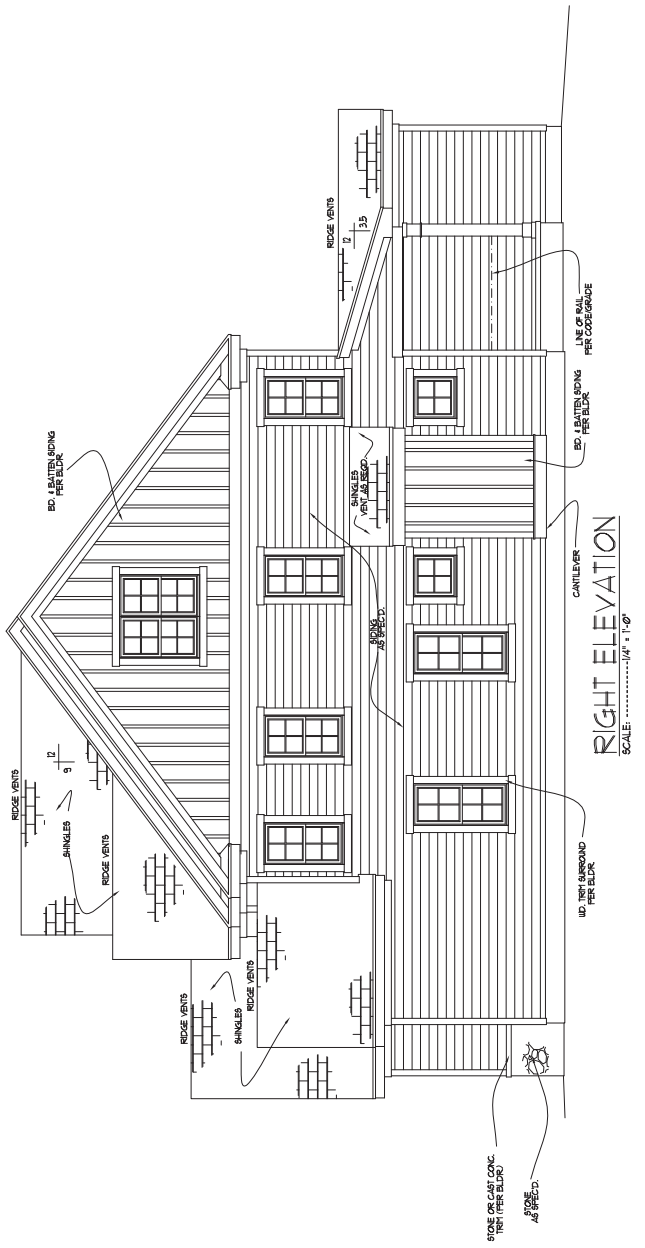 RIDGE VENTS
12
3.5
BD. & BATTEN SIDING
PER BLDR.
RIDGE VENTS
12
9
SHINGLES
RIDGE VENTS
RIDGE VENTS
SHINGLES
RIDGE VENTS
SHINGLES
VENT AS REQD.
SIDING
AS SPEC'D.
LINE OF RAIL
PER CODE/GRADE
BD. & BATTEN SIDING
PER BLDR.
CANTILEVER
WD. TRIM SURROUND
PER BLDR.
STONE OR CAST CONC.
TRIM (PER BLDR.)
STONE
AS SPEC'D.
RIGHT ELEVATION
SCALE: ------------1/4" = 1'-0"